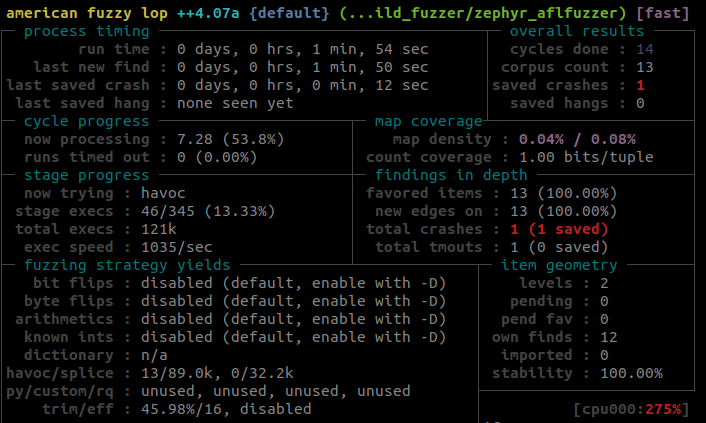 american fuzzy lop ++4.07a {default} (...ild_fuzzer/zephyr_aflfuzzer) [fast]
process timing overall results
run time : 0 days, 0 hrs, 1 min, 54 sec cycles done : 14
last new find : 0 days, 0 hrs, 1 min, 50 sec corpus count : 13
last saved crash : 0 days, 0 hrs, 0 min, 12 sec saved crashes : 1
last saved hang : none seen yet saved hangs : 0
cycle progress map coverage
now processing : 7.28 (53.8%) map density : 0.04% / 0.08%
runs timed out : 0 (0.00%) count coverage : 1.00 bits/tuple
stage progress findings in depth
now trying : havoc favored items : 13 (100.00%)
stage execs : 46/345 (13.33%) new edges on : 13 (100.00%)
total execs : 121k total crashes : 1 (1 saved)
exec speed : 1035/sec total tmouts : 1 (0 saved)
fuzzing strategy yields item geometry
bit flips : disabled (default, enable with -D) levels : 2
byte flips : disabled (default, enable with -D) pending : 0
arithmetics : disabled (default, enable with -D) pend fav : 0
known ints : disabled (default, enable with -D) own finds : 12
dictionary : n/a imported : 0
havoc/splice : 13/89.0k, 0/32.2k stability : 100.00%
py/custom/rq : unused, unused, unused, unused
trim/eff : 45.98%/16, disabled [cpu000:275%]